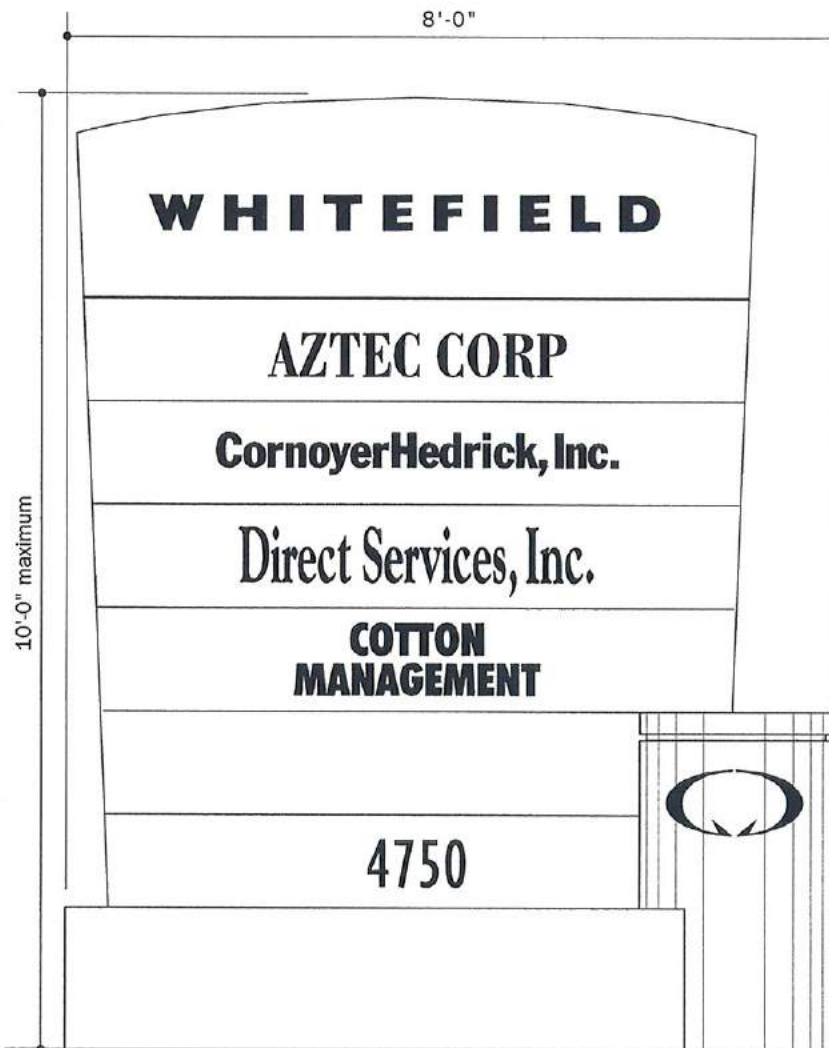 8'-0"
WHITEFIELD
AZTEC CORP
CornoyerHedrick, Inc.
Direct Services, Inc.
10'-0" maximum
COTTON
MANAGEMENT
4750